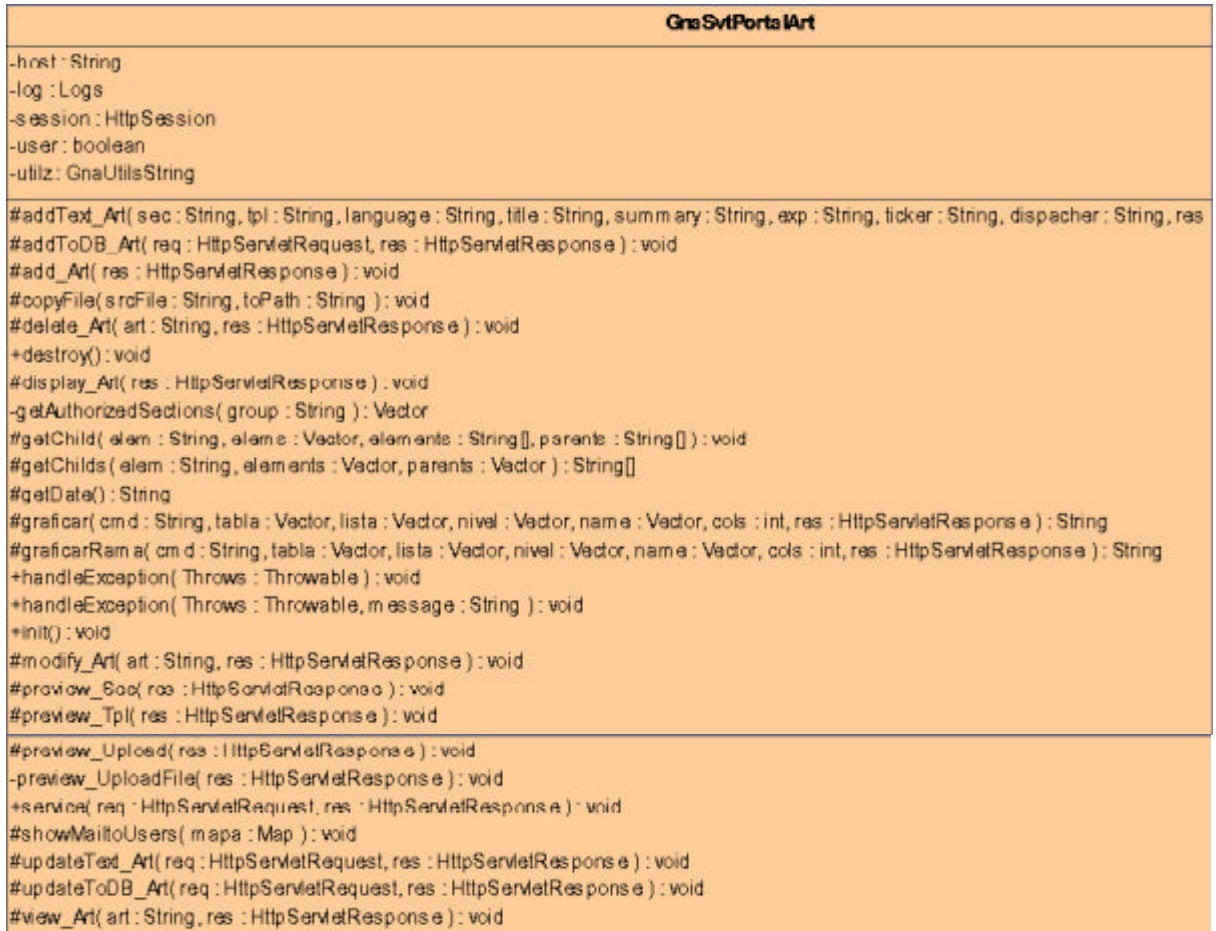 GnaSvtPortalArt
-host : String
-log : Logs
-session : HttpSession
-user : boolean
-utilz : GnaUtilsString
#addText_Art( sec : String, tpl : String, language : String, title : String, summary : String, exp : String, ticker : String, dispacher : String, res
#addToDB_Art( req : HttpServletRequest, res : HttpServletResponse ) : void
#add_Art( res : HttpServletResponse ) : void
#copyFile( srcFile : String, toPath : String ) : void
#delete_Art( art : String, res : HttpServletResponse ) : void
+destroy() : void
#display_Art( res : HttpServletResponse ) : void
-getAuthorizedSections( group : String ) : Vector
#getChild( elem : String, elems : Vector, elements : String[], parents : String[] ) : void
#getChilds( elem : String, elements : Vector, parents : Vector ) : String[]
#getDate() : String
#graficar( cmd : String, tabla : Vector, lista : Vector, nivel : Vector, name : Vector, cols : int, res : HttpServletResponse ) : String
#graficarRama( cmd : String, tabla : Vector, lista : Vector, nivel : Vector, name : Vector, cols : int, res : HttpServletResponse ) : String
+handleException( Throws : Throwable ) : void
+handleException( Throws : Throwable, message : String ) : void
+init() : void
#modify_Art( art : String, res : HttpServletResponse ) : void
#preview_Sec( res : HttpServletResponse ) : void
#preview_Tpl( res : HttpServletResponse ) : void
#preview_Upload( res : HttpServletResponse ) : void
-preview_UploadFile( res : HttpServletResponse ) : void
+service( req : HttpServletRequest, res : HttpServletResponse ) : void
#showMailtoUsers( mapa : Map ) : void
#updateText_Art( req : HttpServletRequest, res : HttpServletResponse ) : void
#updateToDB_Art( req : HttpServletRequest, res : HttpServletResponse ) : void
#view_Art( art : String, res : HttpServletResponse ) : void